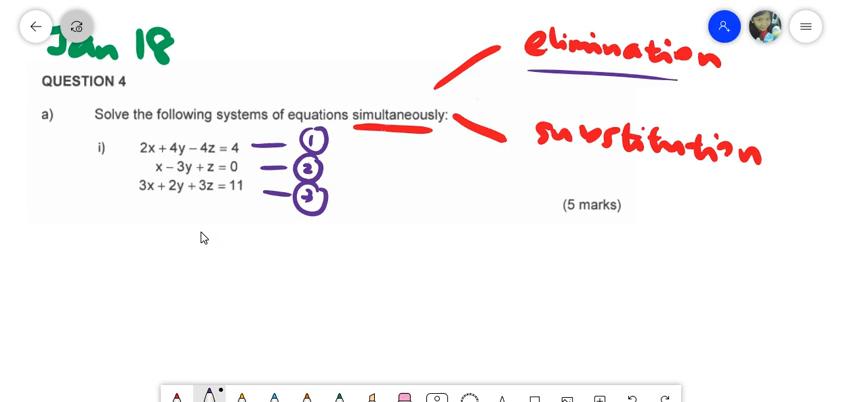 Jan 18
elimination
QUESTION 4
a) Solve the following systems of equations simultaneously:
substitution
i) 2x + 4y − 4z = 4 — 1
x − 3y + z = 0 — 2
3x + 2y + 3z = 11 — 3
(5 marks)